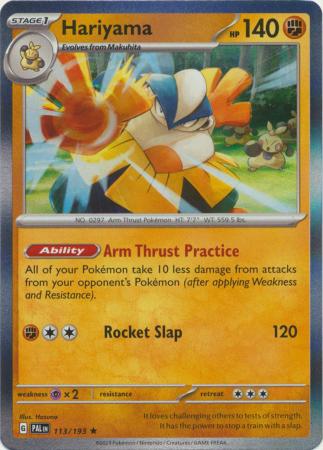 STAGE 1
Hariyama
HP 140
Evolves from Makuhita
NO. 0297 Arm Thrust Pokémon HT: 7'7" WT: 559.5 lbs.
Ability Arm Thrust Practice
All of your Pokémon take 10 less damage from attacks
from your opponent's Pokémon (after applying Weakness
and Resistance).
Rocket Slap 120
weakness ×2 resistance retreat
Illus. Hasuno
G PAL EN 113/193 ★
It loves challenging others to tests of strength.
It has the power to stop a train with a slap.
©2023 Pokémon / Nintendo / Creatures / GAME FREAK